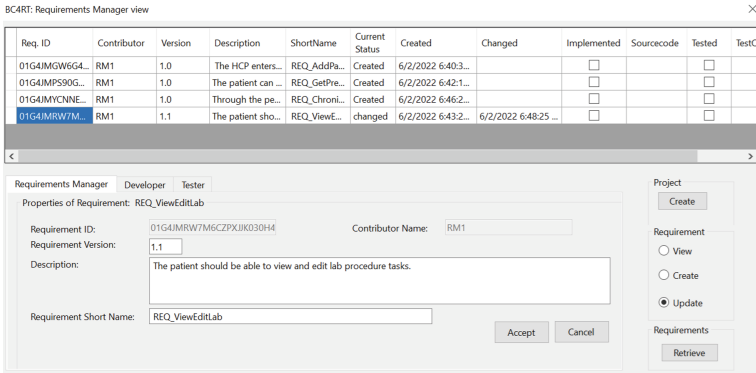 BC4RT: Requirements Manager view
Req. ID Contributor Version Description ShortName Current Status Created Changed Implemented Sourcecode Tested TestC
01G4JMGW6G4... RM1 1.0 The HCP enters... REQ_AddPa... Created 6/2/2022 6:40:3...
01G4JMPS90G... RM1 1.0 The patient can ... REQ_GetPre... Created 6/2/2022 6:42:1...
01G4JMYCNNE... RM1 1.0 Through the pe... REQ_Chroni... Created 6/2/2022 6:46:2...
01G4JMRW7M... RM1 1.1 The patient sho... REQ_ViewE... changed 6/2/2022 6:43:2... 6/2/2022 6:48:25 ...
Requirements Manager Developer Tester
Properties of Requirement: REQ_ViewEditLab
Requirement ID: 01G4JMRW7M6CZPXJJK030H4 Contributor Name: RM1
Requirement Version: 1.1
Description: The patient should be able to view and edit lab procedure tasks.
Requirement Short Name: REQ_ViewEditLab
Accept Cancel
Project
Create
Requirement
View
Create
Update
Requirements
Retrieve